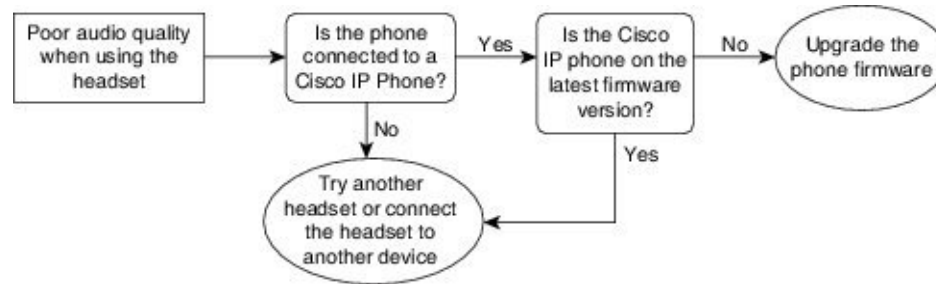 Poor audio quality
when using the
headset
Is the phone
connected to a
Cisco IP Phone?
Yes
Is the Cisco
IP phone on the
latest firmware
version?
No
Upgrade the
phone firmware
No
Yes
Try another
headset or connect
the headset to
another device